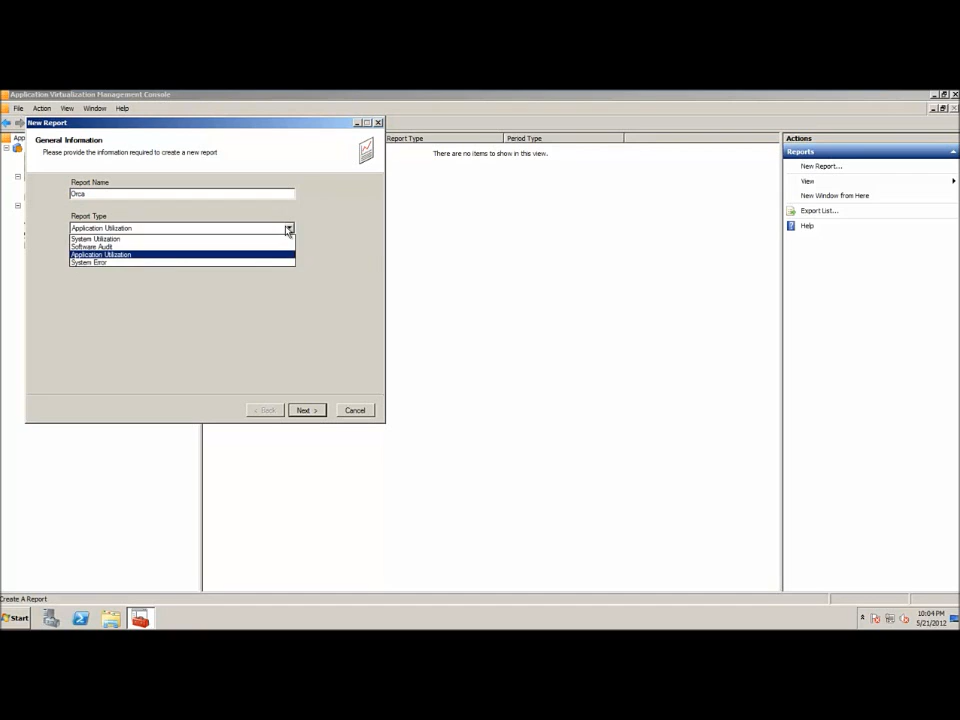 Application Virtualization Management Console
File Action View Window Help
New Report
General Information
Please provide the information required to create a new report
Report Name
Orca
Report Type
Application Utilization
System Utilization
Software Audit
Application Utilization
System Error
< Back Next > Cancel
App
Report Type Period Type
There are no items to show in this view.
Actions
Reports
New Report...
View
New Window from Here
Export List...
Help
Create A Report
Start
10:04 PM
5/21/2012